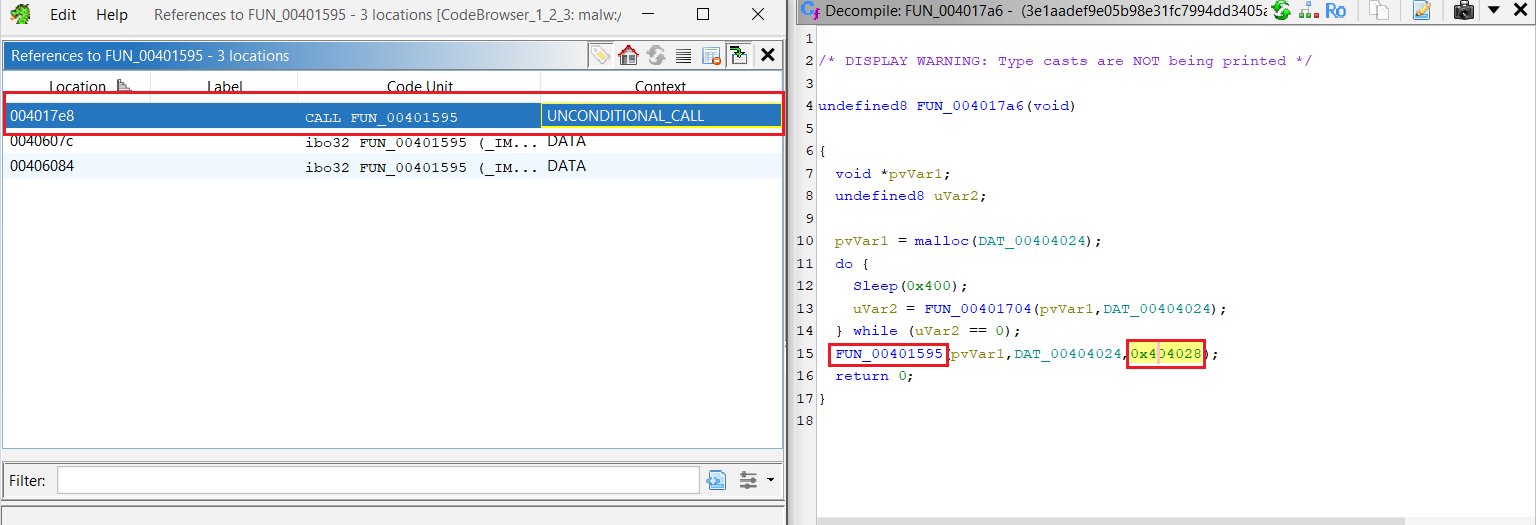 Edit Help References to FUN_00401595 - 3 locations [CodeBrowser_1_2_3: malw:/
References to FUN_00401595 - 3 locations
Location Label Code Unit Context
004017e8 CALL FUN_00401595 UNCONDITIONAL_CALL
0040607c ibo32 FUN_00401595 (_IM... DATA
00406084 ibo32 FUN_00401595 (_IM... DATA
Filter:
Decompile: FUN_004017a6 - (3e1aadef9e05b98e31fc7994dd3405a
Ro
1
2 /* DISPLAY WARNING: Type casts are NOT being printed */
3
4 undefined8 FUN_004017a6(void)
5
6 {
7 void *pvVar1;
8 undefined8 uVar2;
9
10 pvVar1 = malloc(DAT_00404024);
11 do {
12 Sleep(0x400);
13 uVar2 = FUN_00401704(pvVar1,DAT_00404024);
14 } while (uVar2 == 0);
15 FUN_00401595(pvVar1,DAT_00404024,0x404028);
16 return 0;
17 }
18